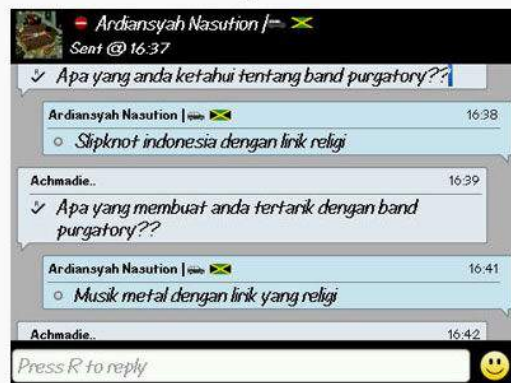 Ardiansyah Nasution |
Sent @ 16:37
Apa yang anda ketahui tentang band purgatory??
Ardiansyah Nasution | 16:38
Slipknot indonesia dengan lirik religi
Achmadie.. 16:39
Apa yang membuat anda tertarik dengan band
purgatory??
Ardiansyah Nasution | 16:41
Musik metal dengan lirik yang religi
Achmadie.. 16:42
Press R to reply